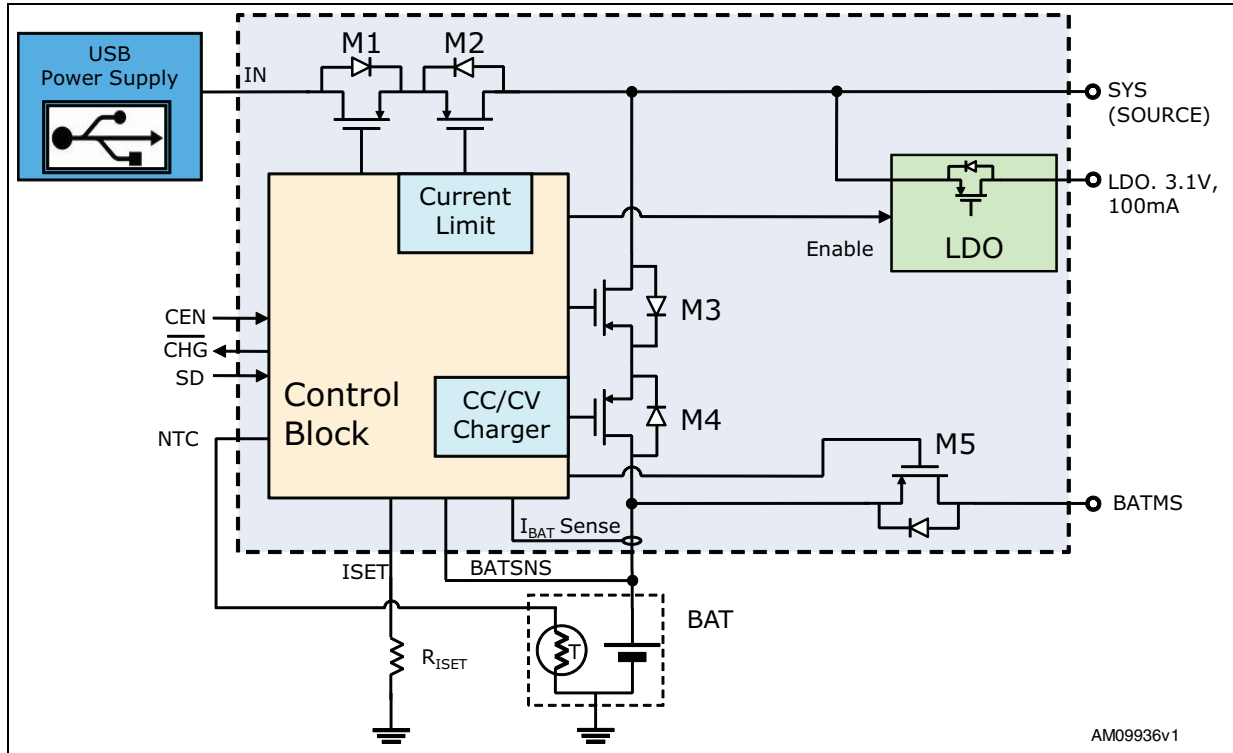 USB
Power Supply
IN
M1
M2
SYS
(SOURCE)
Current
Limit
LDO. 3.1V,
100mA
Enable
LDO
M3
CEN
CHG
SD
Control
Block
CC/CV
Charger
M4
NTC
M5
BATMS
IBAT Sense
ISET
BATSNS
BAT
T
RISET
AM09936v1